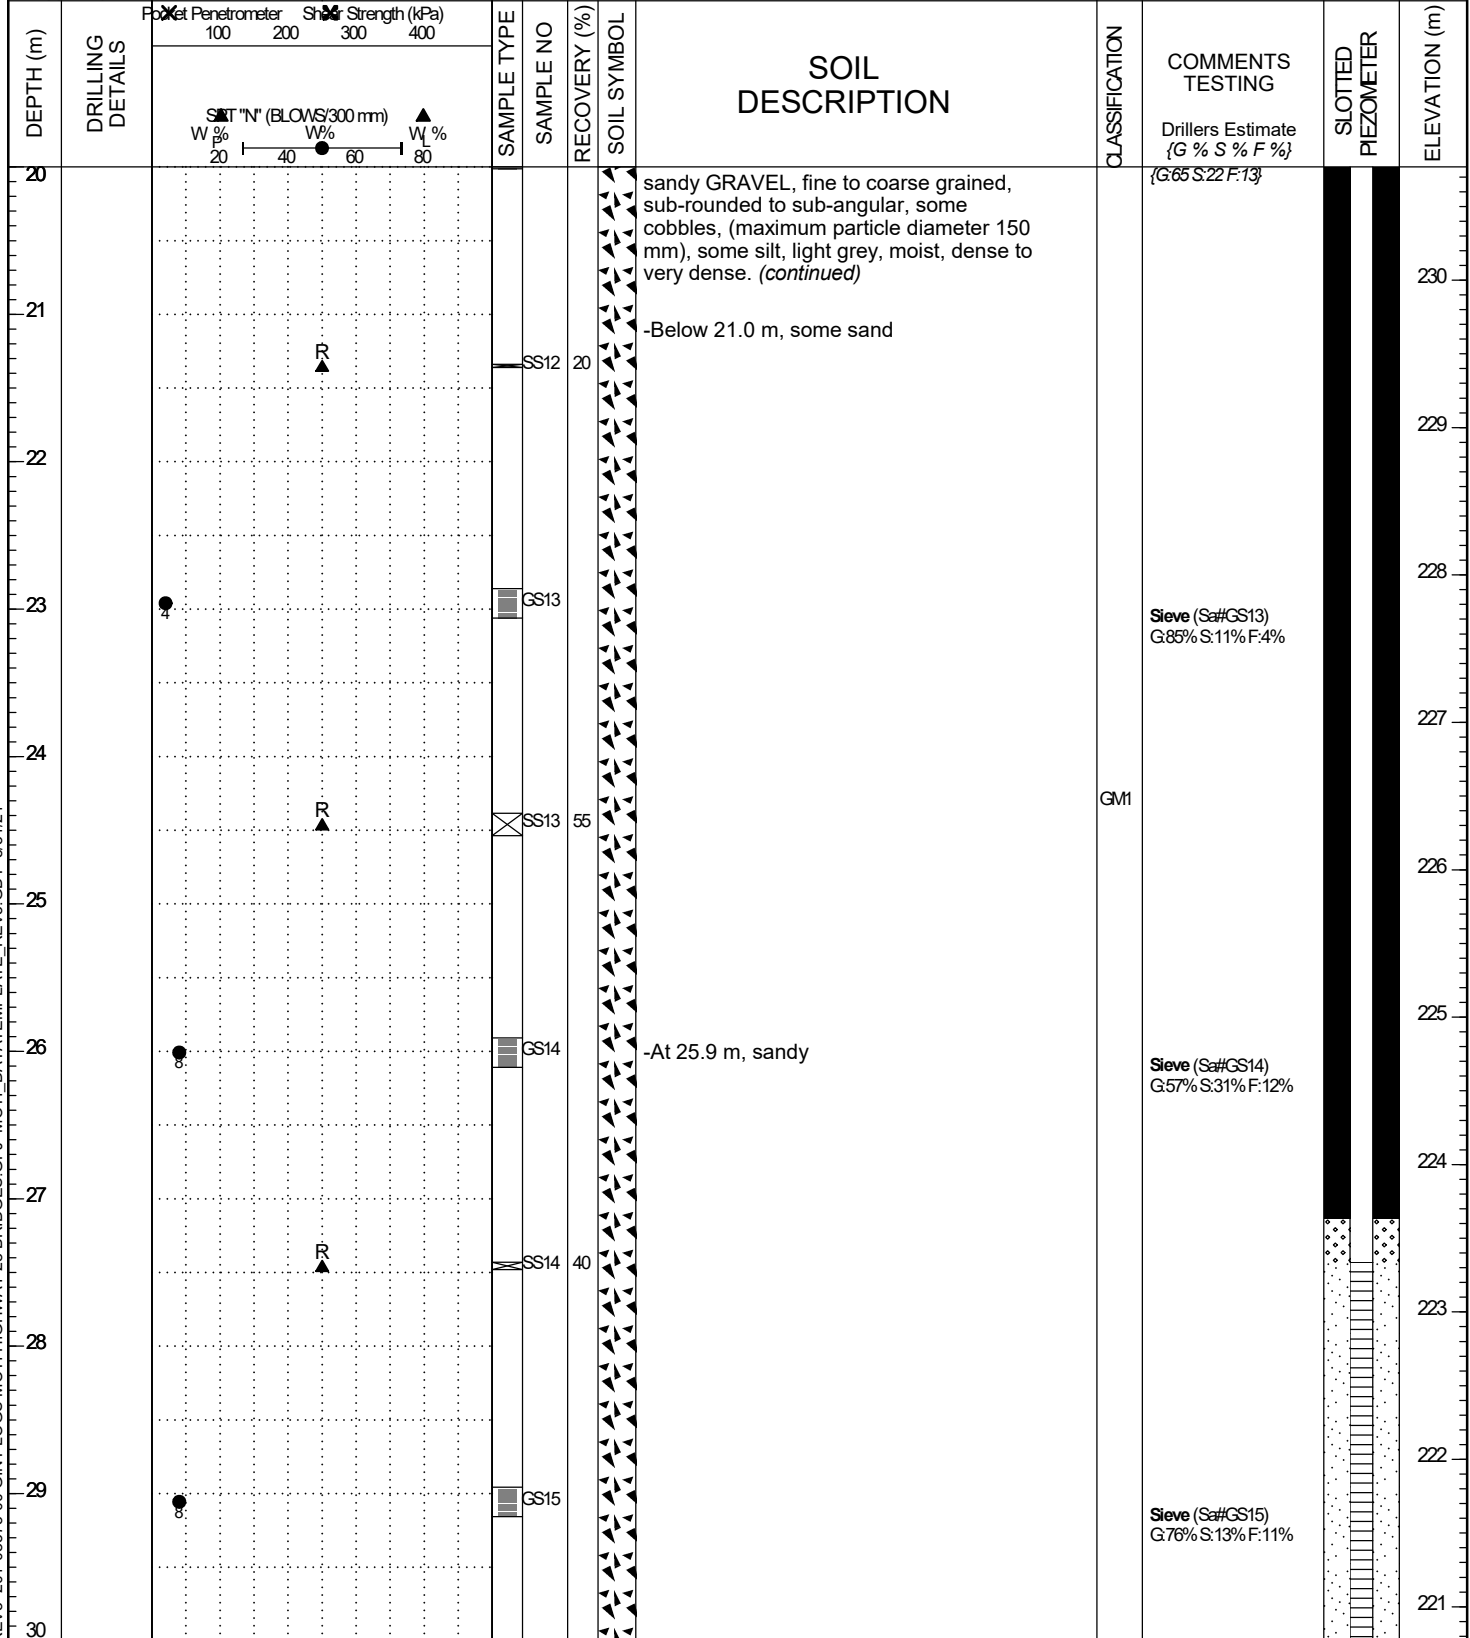 DEPTH (m)
DRILLING
DETAILS
Pocket Penetrometer Shear Strength (kPa)
100 200 300 400
SPT "N" (BLOWS/300 mm)
W % W% W %
P L
20 40 60 80
SAMPLE TYPE
SAMPLE NO
RECOVERY (%)
SOIL SYMBOL
SOIL
DESCRIPTION
CLASSIFICATION
COMMENTS
TESTING
Drillers Estimate
{G % S % F %}
SLOTTED
PIEZOMETER
ELEVATION (m)
20
sandy GRAVEL, fine to coarse grained,
sub-rounded to sub-angular, some
cobbles, (maximum particle diameter 150
mm), some silt, light grey, moist, dense to
very dense. (continued)
{G:65 S:22 F:13}
230
21
-Below 21.0 m, some sand
R
SS12 20
229
22
228
4
GS13
23
Sieve (Sa#GS13)
G:85% S:11% F:4%
227
24
GM1
R
SS13 55
226
25
225
26
8
GS14
-At 25.9 m, sandy
Sieve (Sa#GS14)
G:57% S:31% F:12%
224
27
R
SS14 40
223
28
222
29
8
GS15
Sieve (Sa#GS15)
G:76% S:13% F:11%
221
30